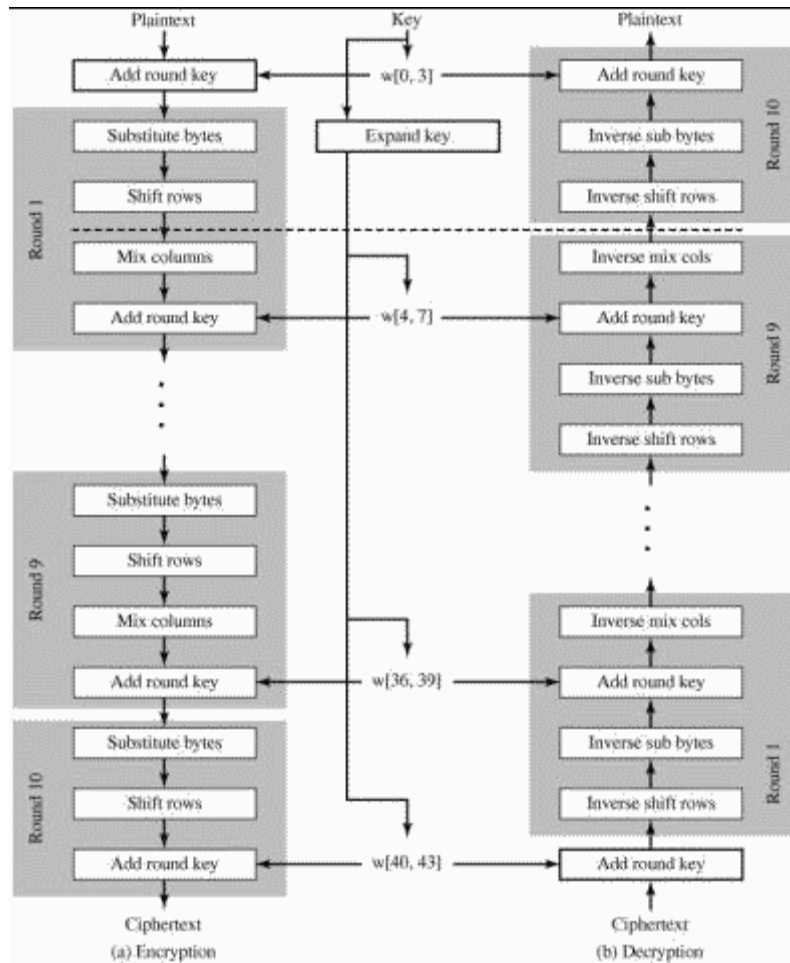 Plaintext
Key
Plaintext
Add round key
w[0, 3]
Add round key
Substitute bytes
Expand key
Inverse sub bytes
Round 10
Shift rows
Inverse shift rows
Round 1
Mix columns
Inverse mix cols
Add round key
w[4, 7]
Add round key
Round 9
Inverse sub bytes
Inverse shift rows
Substitute bytes
Shift rows
Round 9
Mix columns
Inverse mix cols
Add round key
w[36, 39]
Add round key
Substitute bytes
Inverse sub bytes
Round 1
Round 10
Shift rows
Inverse shift rows
Add round key
w[40, 43]
Add round key
Ciphertext
Ciphertext
(a) Encryption
(b) Decryption